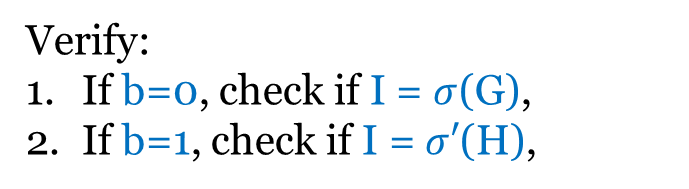 Verify:
1. If b=0, check if I = σ(G),
2. If b=1, check if I = σ′(H),